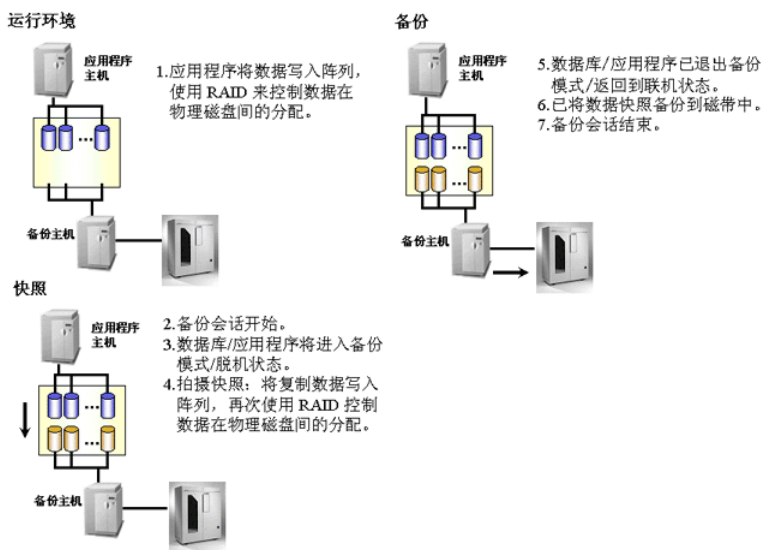 运行环境
应用程序
主机
1.应用程序将数据写入阵列，
使用 RAID 来控制数据在
物理磁盘间的分配。
备份主机
快照
应用程序
主机
2.备份会话开始。
3.数据库/应用程序将进入备份
模式/脱机状态。
4.拍摄快照：将复制数据写入
阵列，再次使用 RAID 控制
数据在物理磁盘间的分配。
备份主机
备份
应用程序
主机
5.数据库/应用程序已退出备份
模式/返回到联机状态。
6.已将数据快照备份到磁带中。
7.备份会话结束。
备份主机